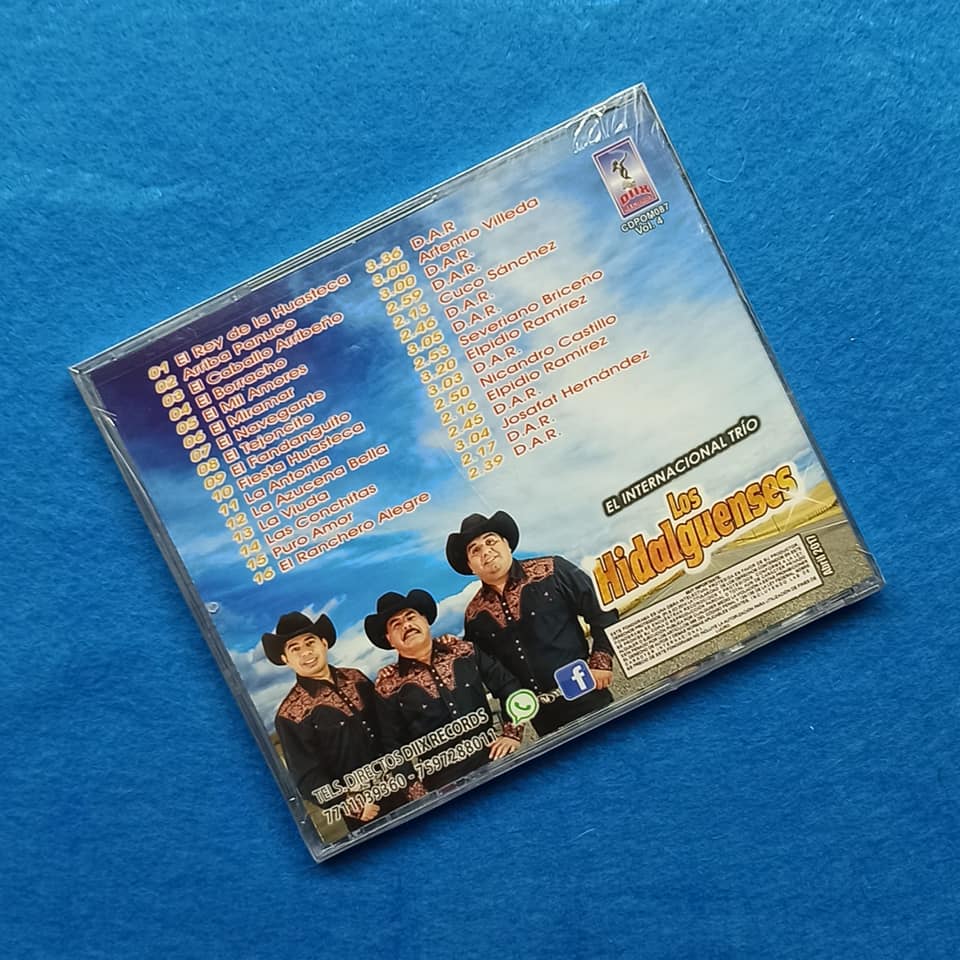 DIIX
CDPOM087
Vol. 4
01 El Rey de la Huasteca 3.36 D.A.R
02 Arriba Panuco 3.00 Artemio Villeda
03 El Caballo Arribeño 3.00 D.A.R.
04 El Borracho 2.59 D.A.R.
05 El Mil Amores 2.13 Cuco Sánchez
06 El Miramar 2.46 D.A.R.
07 El Navegante 3.05 D.A.R.
08 El Tejoncito 2.53 Severiano Briceño
09 El Fandanguito 3.20 Elpidio Ramírez
10 Fiesta Huasteca 3.03 D.A.R.
11 La Antonia 2.50 Nicandro Castillo
12 La Azucena Bella 2.16 Elpidio Ramírez
13 La Viuda 2.45 D.A.R.
14 Las Conchitas 3.04 Josafat Hernández
15 Puro Amor 2.17 D.A.R.
16 El Ranchero Alegre 2.39 D.A.R.
EL INTERNACIONAL TRÍO
Los
Hidalguenses
Abril 2017
TELS. DIRECTOS DIIX RECORDS
7711139360 - 7597288011